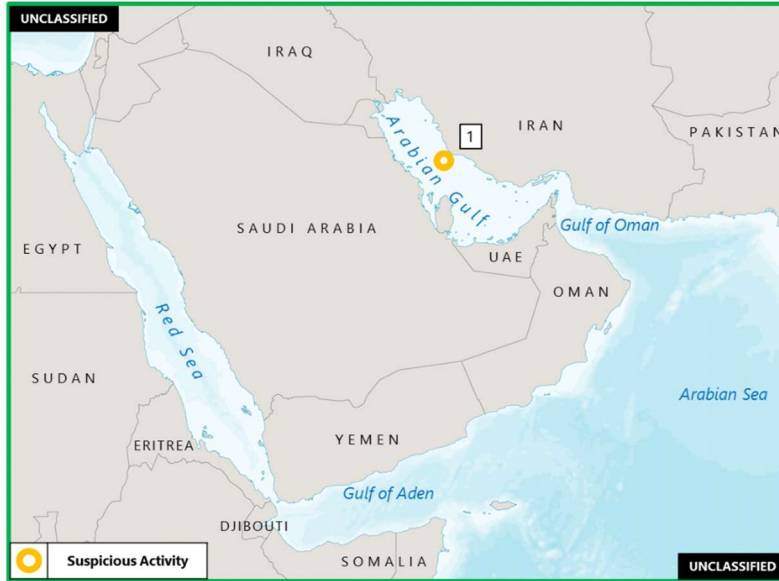 UNCLASSIFIED
IRAQ
1
IRAN
PAKISTAN
Arabian Gulf
SAUDI ARABIA
Gulf of Oman
EGYPT
UAE
OMAN
Red Sea
SUDAN
Arabian Sea
ERITREA
YEMEN
Gulf of Aden
DJIBOUTI
Suspicious Activity
SOMALIA
UNCLASSIFIED